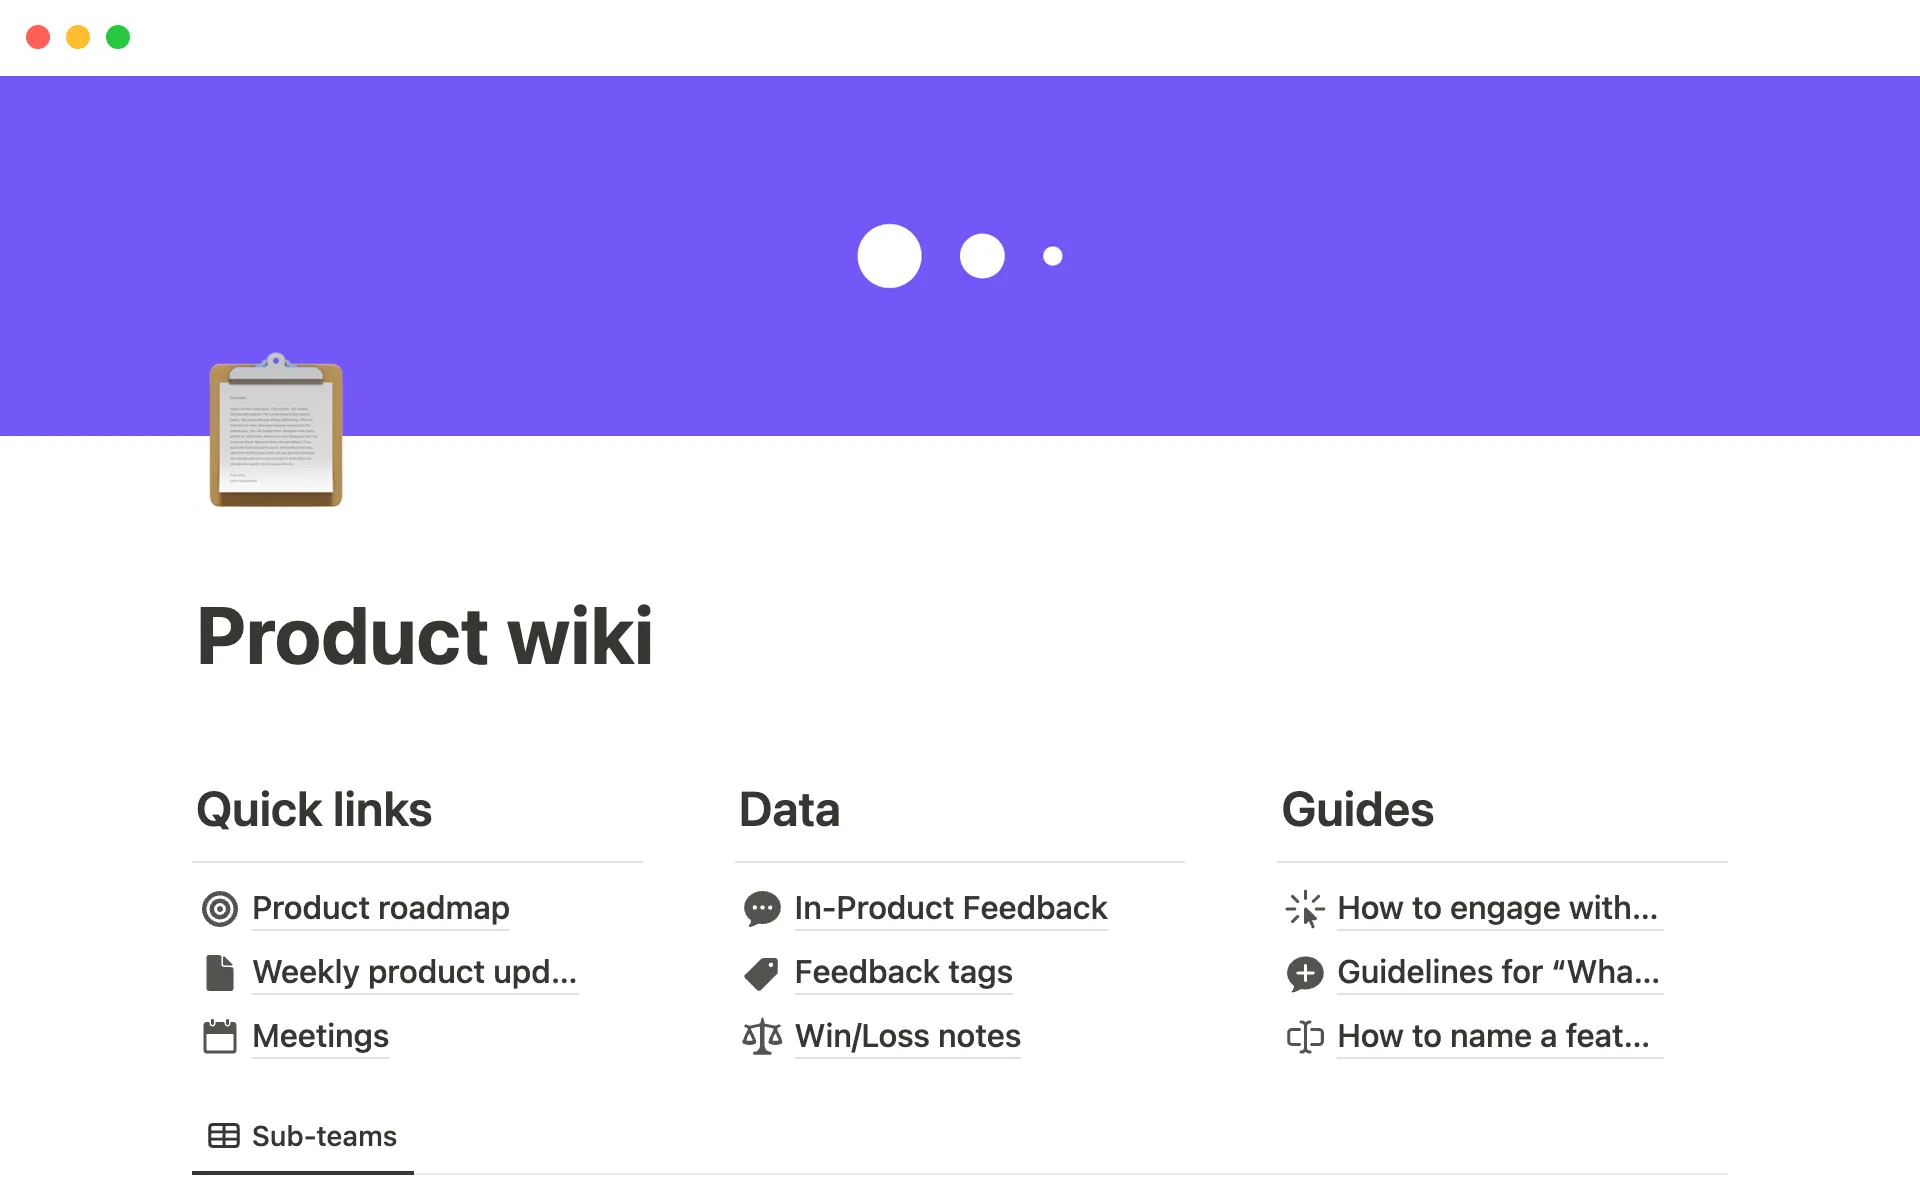 Product wiki
Quick links
Product roadmap
Weekly product upd...
Meetings
Data
In-Product Feedback
Feedback tags
Win/Loss notes
Guides
How to engage with...
Guidelines for “Wha...
How to name a feat...
Sub-teams